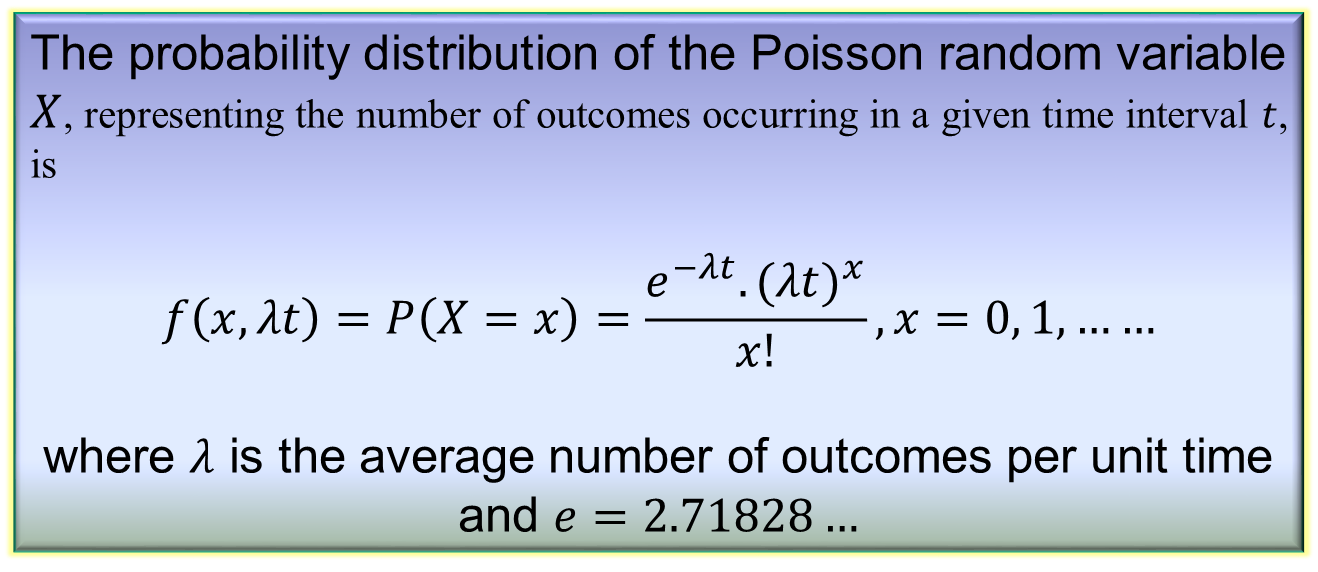 The probability distribution of the Poisson random variable
X, representing the number of outcomes occurring in a given time interval t,
is
f(x, λt) = P(X = x) = e^{−λt}.(λt)^x / x!, x = 0, 1, … …
where λ is the average number of outcomes per unit time
and e = 2.71828 …